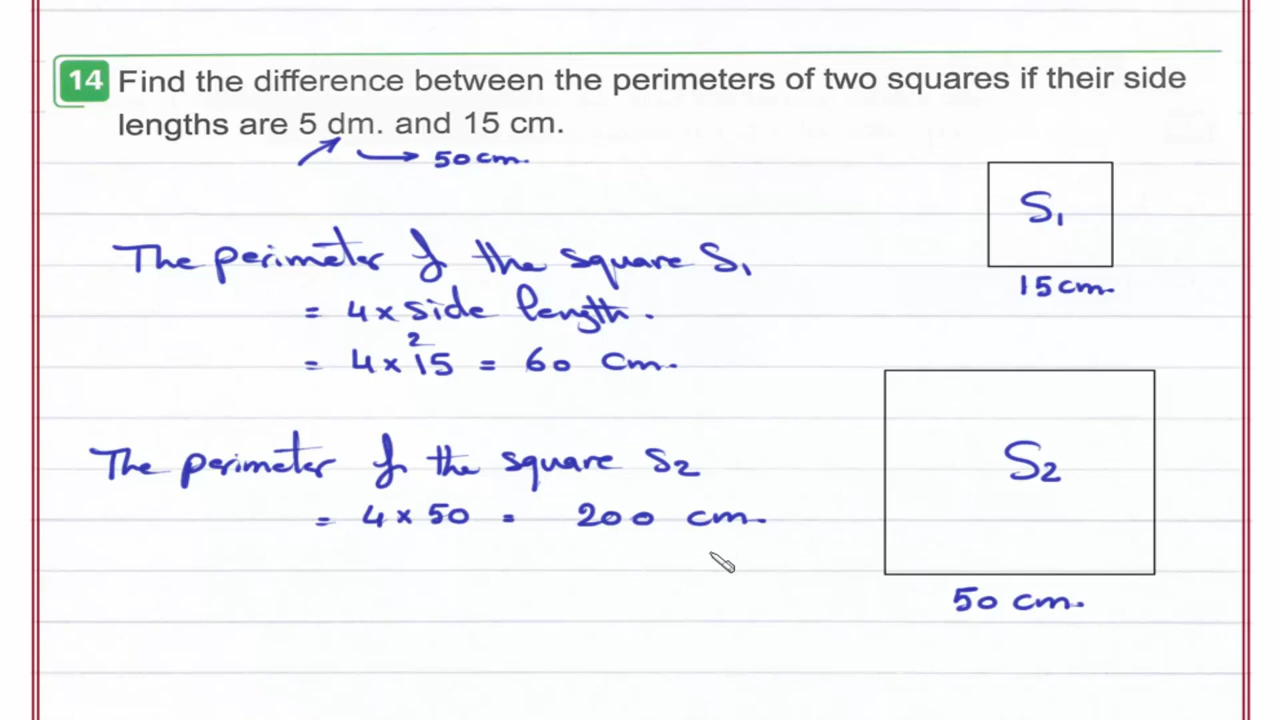 14 Find the difference between the perimeters of two squares if their side
lengths are 5 dm. and 15 cm.
50 cm.
S1
15 cm.
The perimeter of the square S1
= 4 × side length.
2
= 4 × 15 = 60 cm.
The perimeter of the square S2
= 4 × 50 = 200 cm.
S2
50 cm.